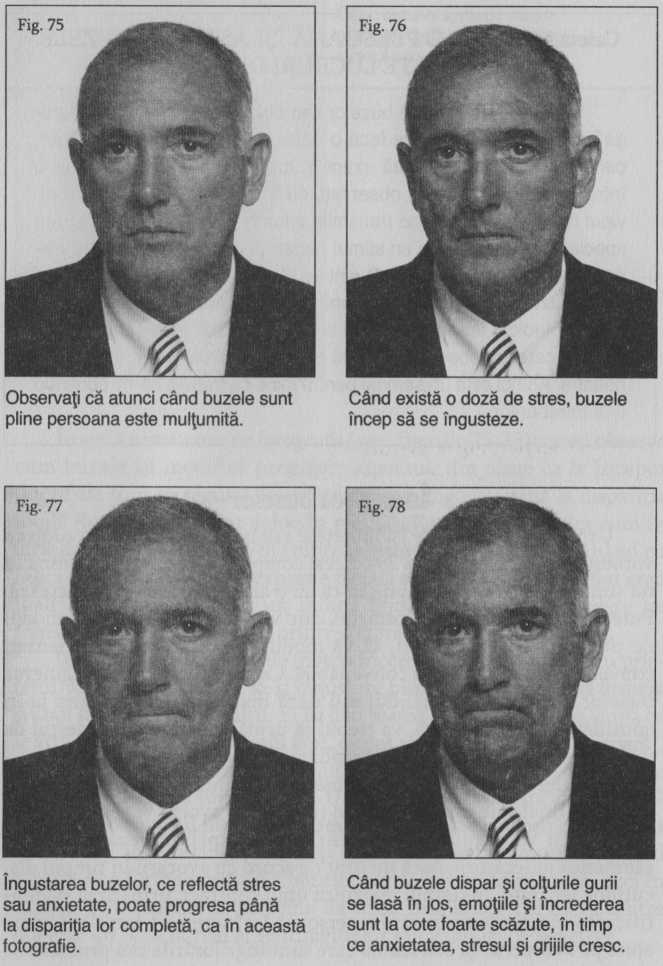 Fig. 75
Observaţi că atunci când buzele sunt
pline persoana este mulţumită.
Fig. 76
Când există o doză de stres, buzele
încep să se îngusteze.
Fig. 77
Îngustarea buzelor, ce reflectă stres
sau anxietate, poate progresa până
la dispariţia lor completă, ca în această
fotografie.
Fig. 78
Când buzele dispar şi colţurile gurii
se lasă în jos, emoţiile şi încrederea
sunt la cote foarte scăzute, în timp
ce anxietatea, stresul şi grijile cresc.